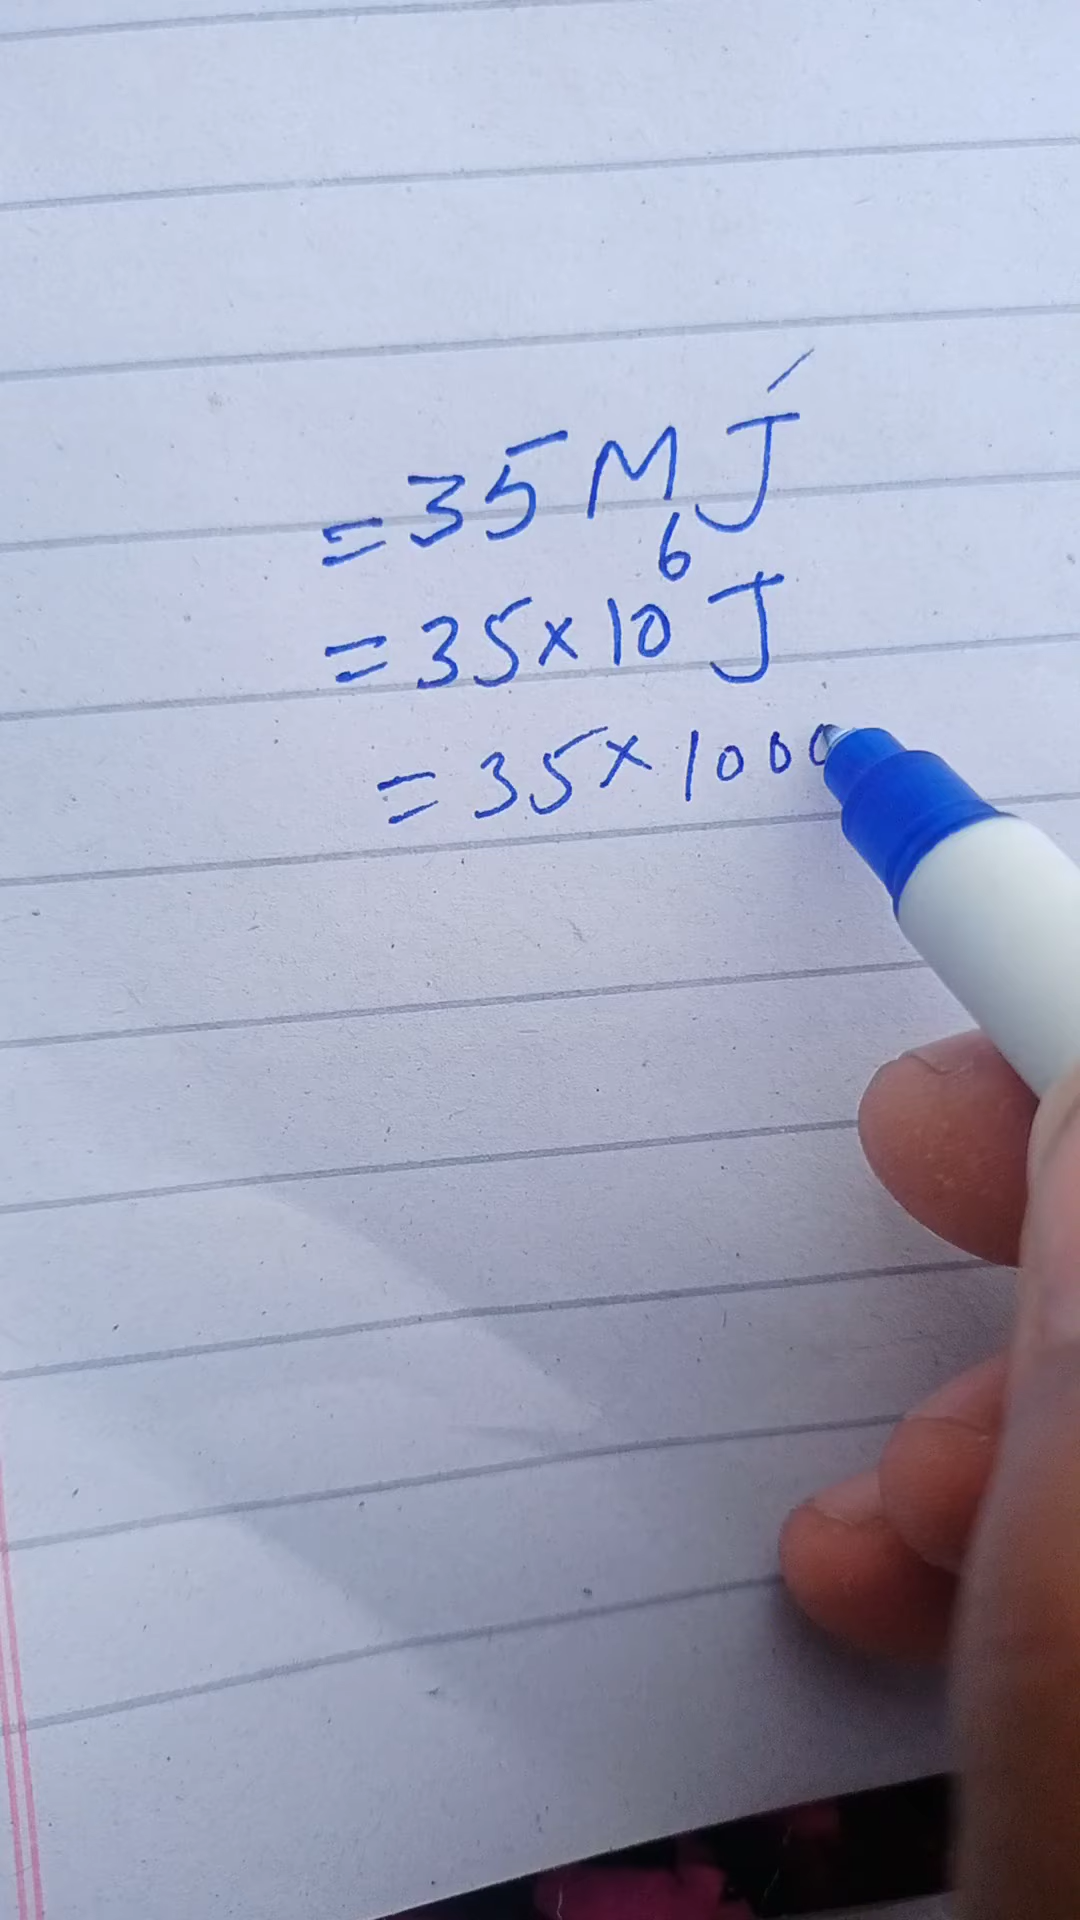 = 35 MJ
= 35 × 10⁶ J
= 35 × 1000